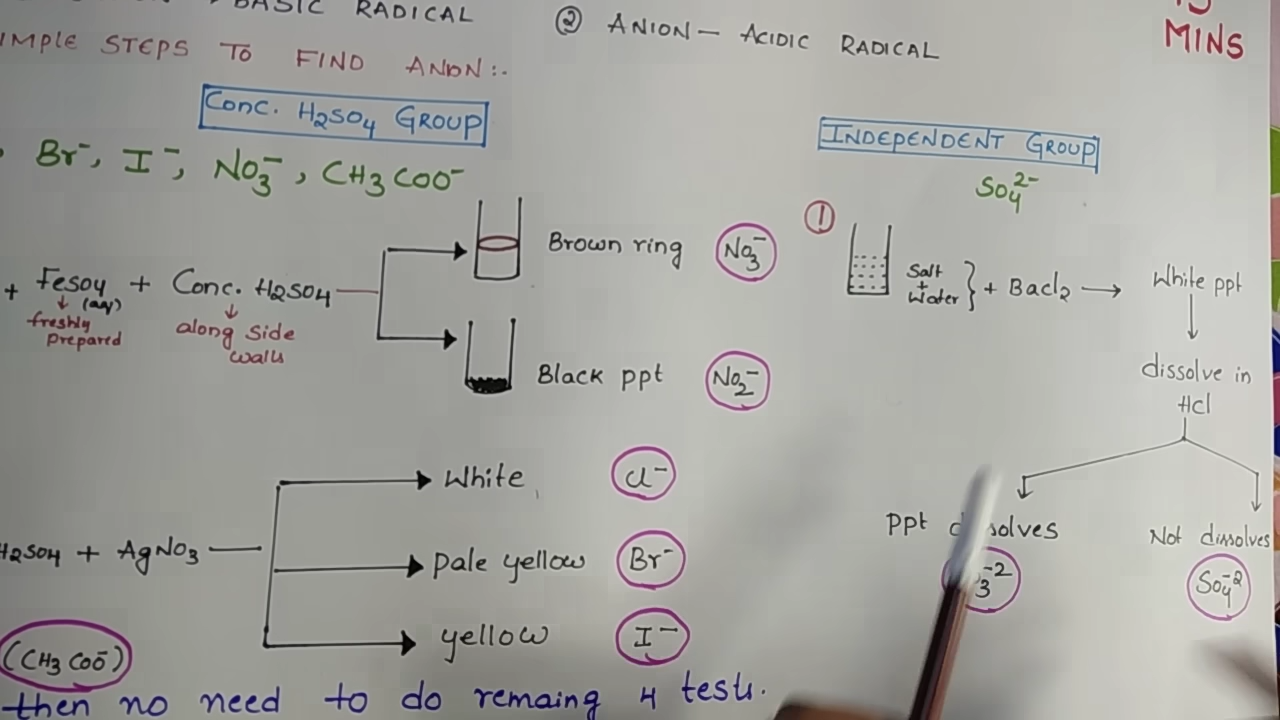 BASIC RADICAL
② ANION — ACIDIC RADICAL
MINS
STEPS TO FIND ANION:-
CONC. H2SO4 GROUP
INDEPENDENT GROUP
Br⁻, I⁻, NO3⁻, CH3COO⁻
SO4²⁻
+ FeSO4 (aq) + Conc. H2SO4
freshly prepared
along side walls
Brown ring NO3⁻
Black ppt NO2⁻
① Salt + Water } + BaCl2 → White ppt
dissolve in
HCl
Ppt Not dissolves
3⁻² SO4⁻²
H2SO4 + AgNO3
White Cl⁻
pale yellow Br⁻
yellow I⁻
(CH3COO⁻)
then no need to do remaing 4 tests.